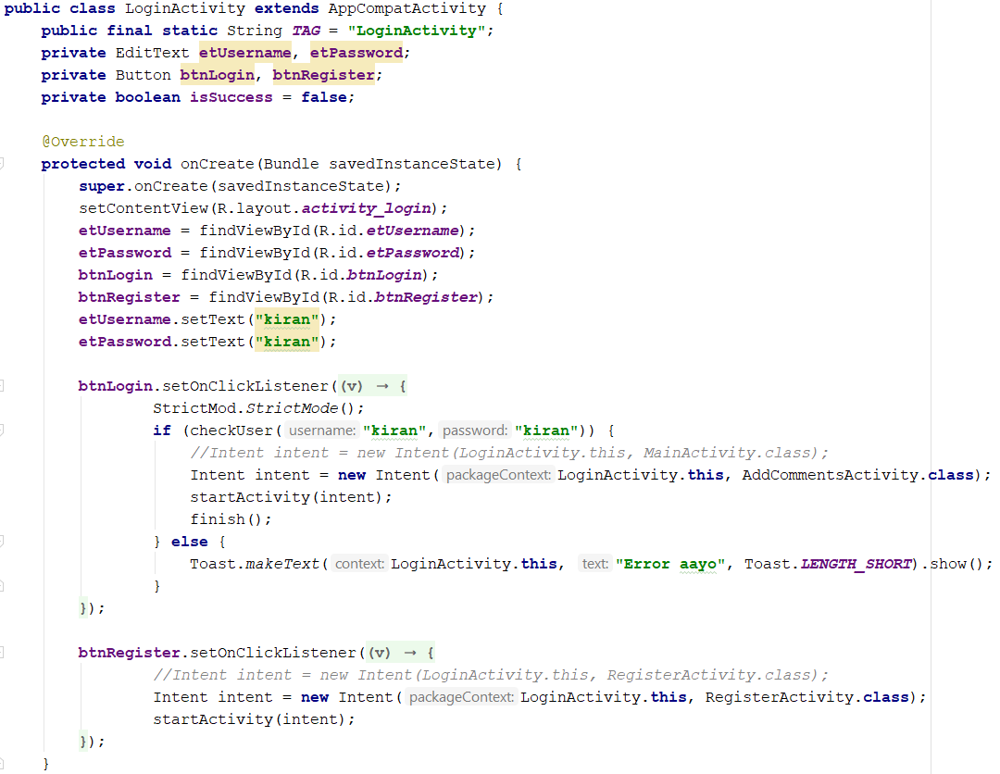 public class LoginActivity extends AppCompatActivity {
    public final static String TAG = "LoginActivity";
    private EditText etUsername, etPassword;
    private Button btnLogin, btnRegister;
    private boolean isSuccess = false;

    @Override
    protected void onCreate(Bundle savedInstanceState) {
        super.onCreate(savedInstanceState);
        setContentView(R.layout.activity_login);
        etUsername = findViewById(R.id.etUsername);
        etPassword = findViewById(R.id.etPassword);
        btnLogin = findViewById(R.id.btnLogin);
        btnRegister = findViewById(R.id.btnRegister);
        etUsername.setText("kiran");
        etPassword.setText("kiran");

        btnLogin.setOnClickListener((v) → {
                StrictMod.StrictMode();
                if (checkUser( username: "kiran", password: "kiran")) {
                    //Intent intent = new Intent(LoginActivity.this, MainActivity.class);
                    Intent intent = new Intent( packageContext: LoginActivity.this, AddCommentsActivity.class);
                    startActivity(intent);
                    finish();
                } else {
                    Toast.makeText( context: LoginActivity.this, text: "Error aayo", Toast.LENGTH_SHORT).show();
                }
        });

        btnRegister.setOnClickListener((v) → {
                //Intent intent = new Intent(LoginActivity.this, RegisterActivity.class);
                Intent intent = new Intent( packageContext: LoginActivity.this, RegisterActivity.class);
                startActivity(intent);
        });
    }